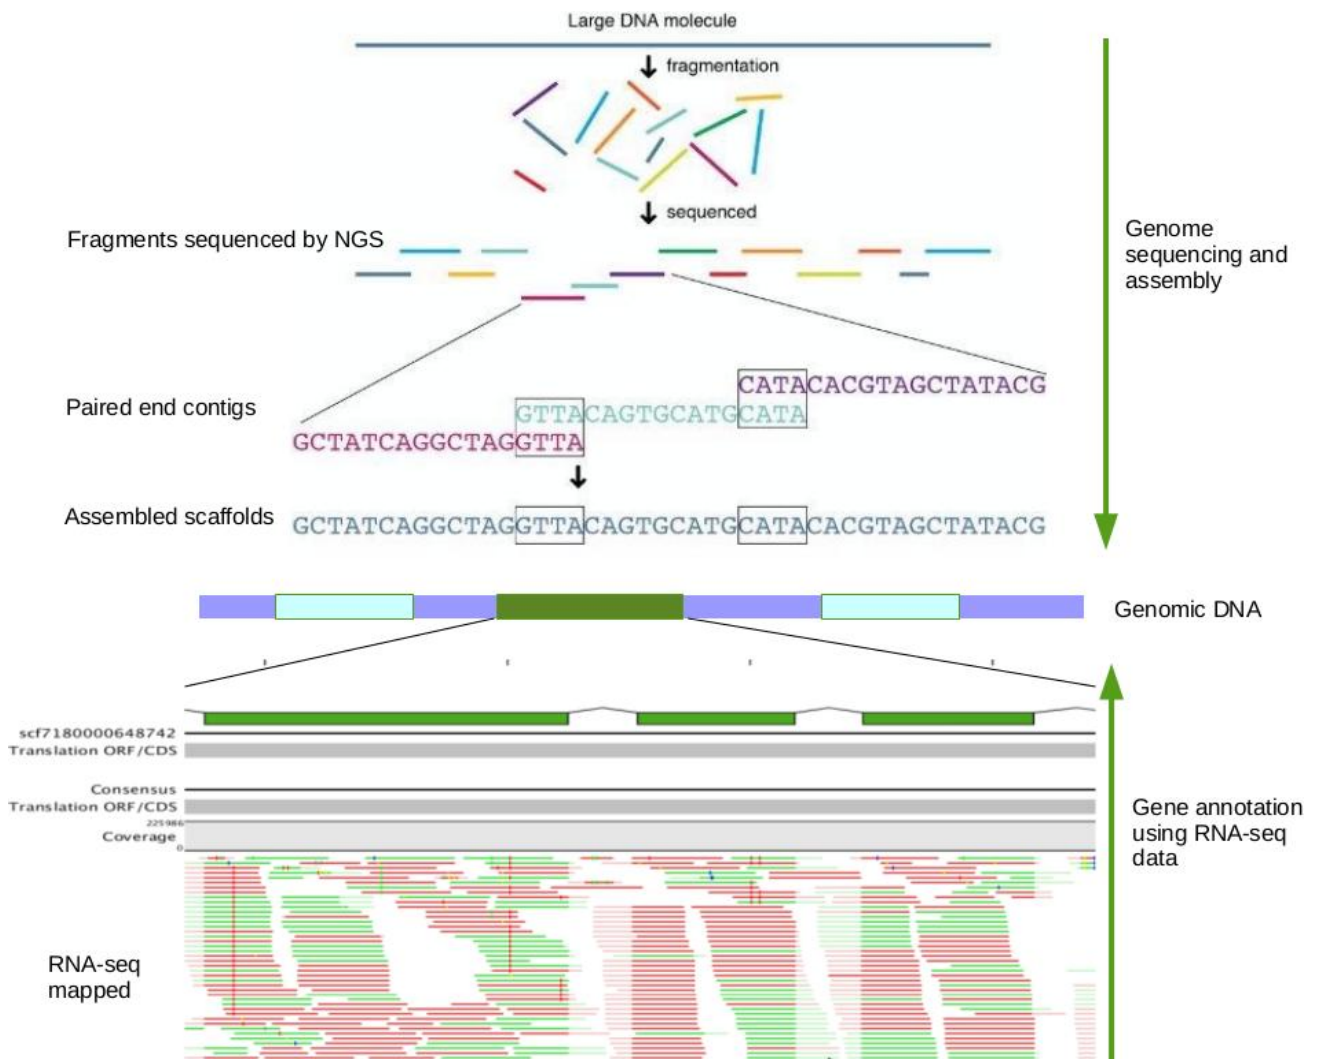 Large DNA molecule
fragmentation
sequenced
Fragments sequenced by NGS
Genome
sequencing and
assembly
CATACACGTAGCTATACG
Paired end contigs
GTTACAGTGCATGCATA
GCTATCAGGCTAGGTTA
Assembled scaffolds
GCTATCAGGCTAGGTTACAGTGCATGCATACACGTAGCTATACG
Genomic DNA
scf7180000648742
Translation ORF/CDS
Consensus
Translation ORF/CDS
225986
Coverage
0
Gene annotation
using RNA-seq
data
RNA-seq
mapped